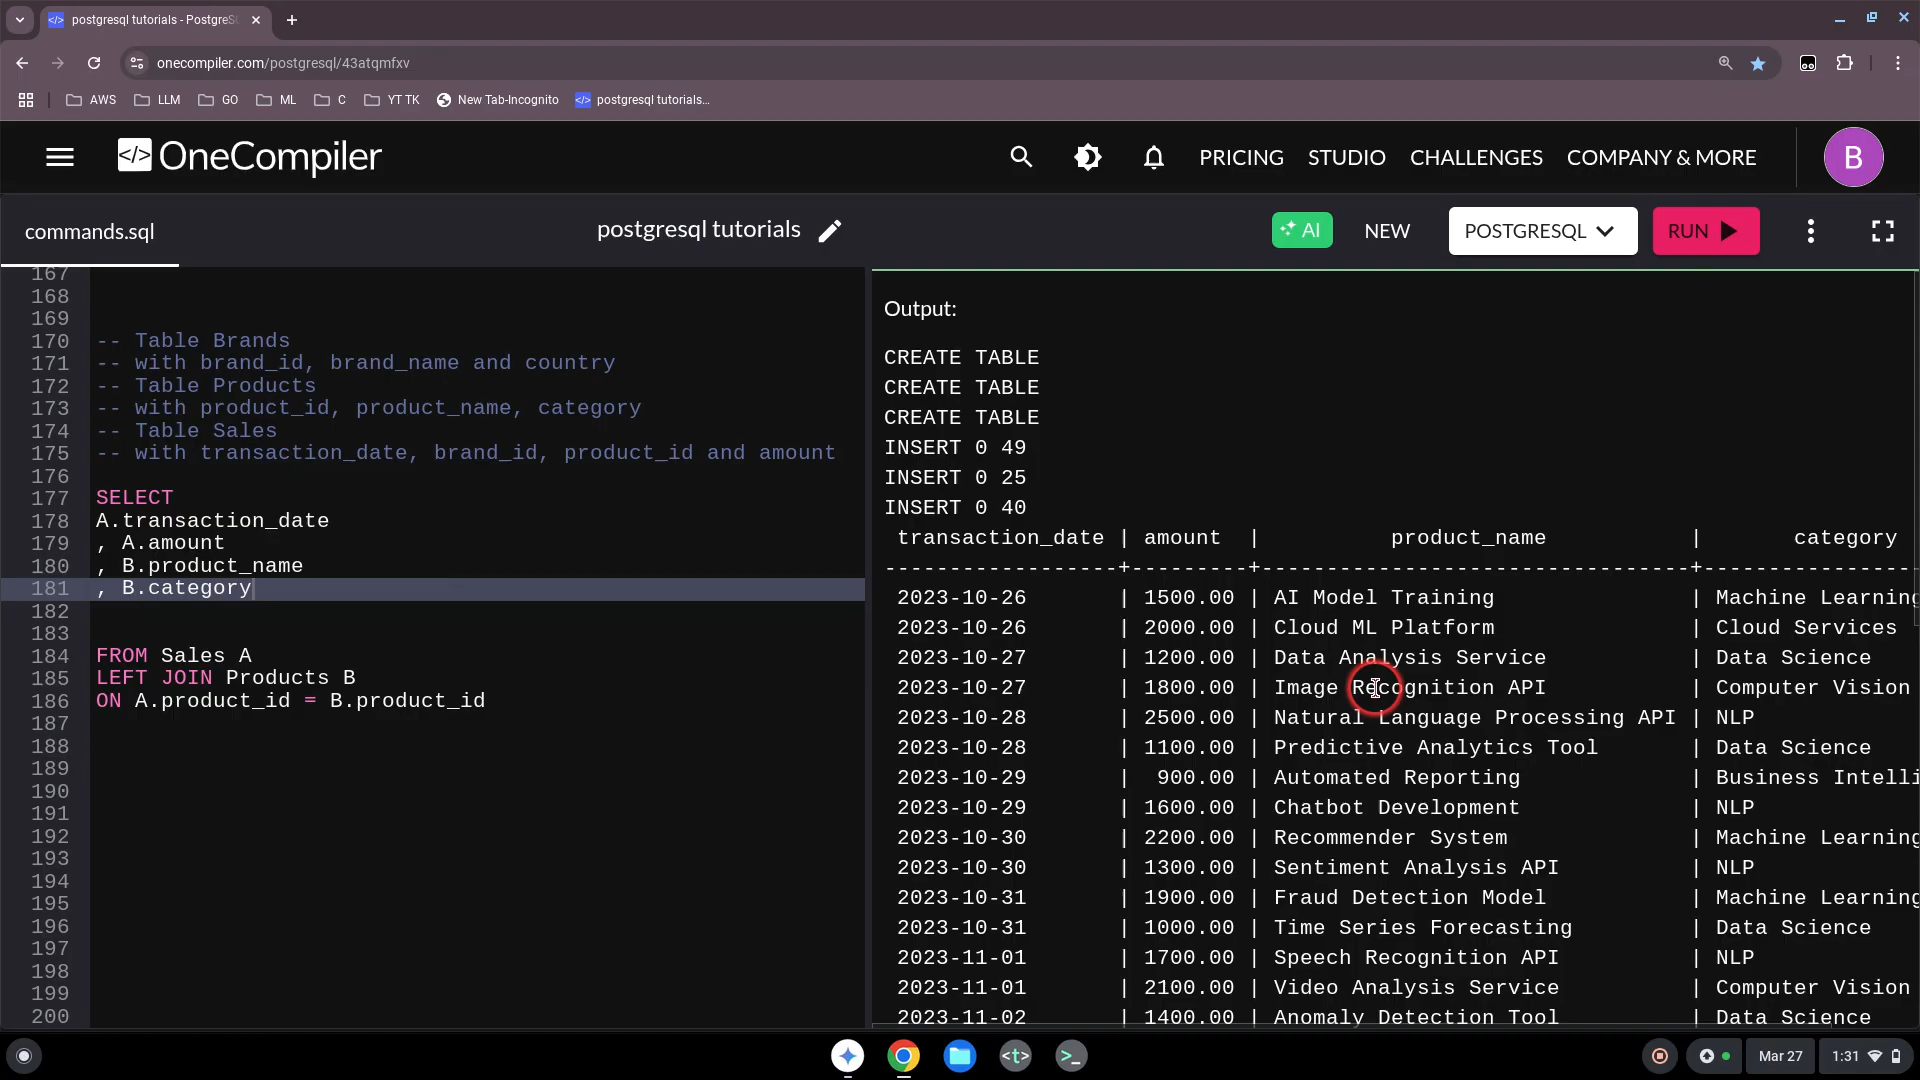 postgresql tutorials - PostgreS
onecompiler.com/postgresql/43atqmfxv
AWS LLM GO ML C YT TK New Tab-Incognito postgresql tutorials...
</> OneCompiler PRICING STUDIO CHALLENGES COMPANY & MORE B
commands.sql postgresql tutorials AI NEW POSTGRESQL RUN
167
168
169
170 -- Table Brands
171 -- with brand_id, brand_name and country
172 -- Table Products
173 -- with product_id, product_name, category
174 -- Table Sales
175 -- with transaction_date, brand_id, product_id and amount
176
177 SELECT
178 A.transaction_date
179 , A.amount
180 , B.product_name
181 , B.category
182
183
184 FROM Sales A
185 LEFT JOIN Products B
186 ON A.product_id = B.product_id
187
188
189
190
191
192
193
194
195
196
197
198
199
200
Output:
CREATE TABLE
CREATE TABLE
CREATE TABLE
INSERT 0 49
INSERT 0 25
INSERT 0 40
transaction_date | amount | product_name | category
------------------+---------+---------------------------------+-----------------
2023-10-26 | 1500.00 | AI Model Training | Machine Learning
2023-10-26 | 2000.00 | Cloud ML Platform | Cloud Services
2023-10-27 | 1200.00 | Data Analysis Service | Data Science
2023-10-27 | 1800.00 | Image Recognition API | Computer Vision
2023-10-28 | 2500.00 | Natural Language Processing API | NLP
2023-10-28 | 1100.00 | Predictive Analytics Tool | Data Science
2023-10-29 | 900.00 | Automated Reporting | Business Intelli
2023-10-29 | 1600.00 | Chatbot Development | NLP
2023-10-30 | 2200.00 | Recommender System | Machine Learning
2023-10-30 | 1300.00 | Sentiment Analysis API | NLP
2023-10-31 | 1900.00 | Fraud Detection Model | Machine Learning
2023-10-31 | 1000.00 | Time Series Forecasting | Data Science
2023-11-01 | 1700.00 | Speech Recognition API | NLP
2023-11-01 | 2100.00 | Video Analysis Service | Computer Vision
2023-11-02 | 1400.00 | Anomaly Detection Tool | Data Science
<t> >_ Mar 27 1:31